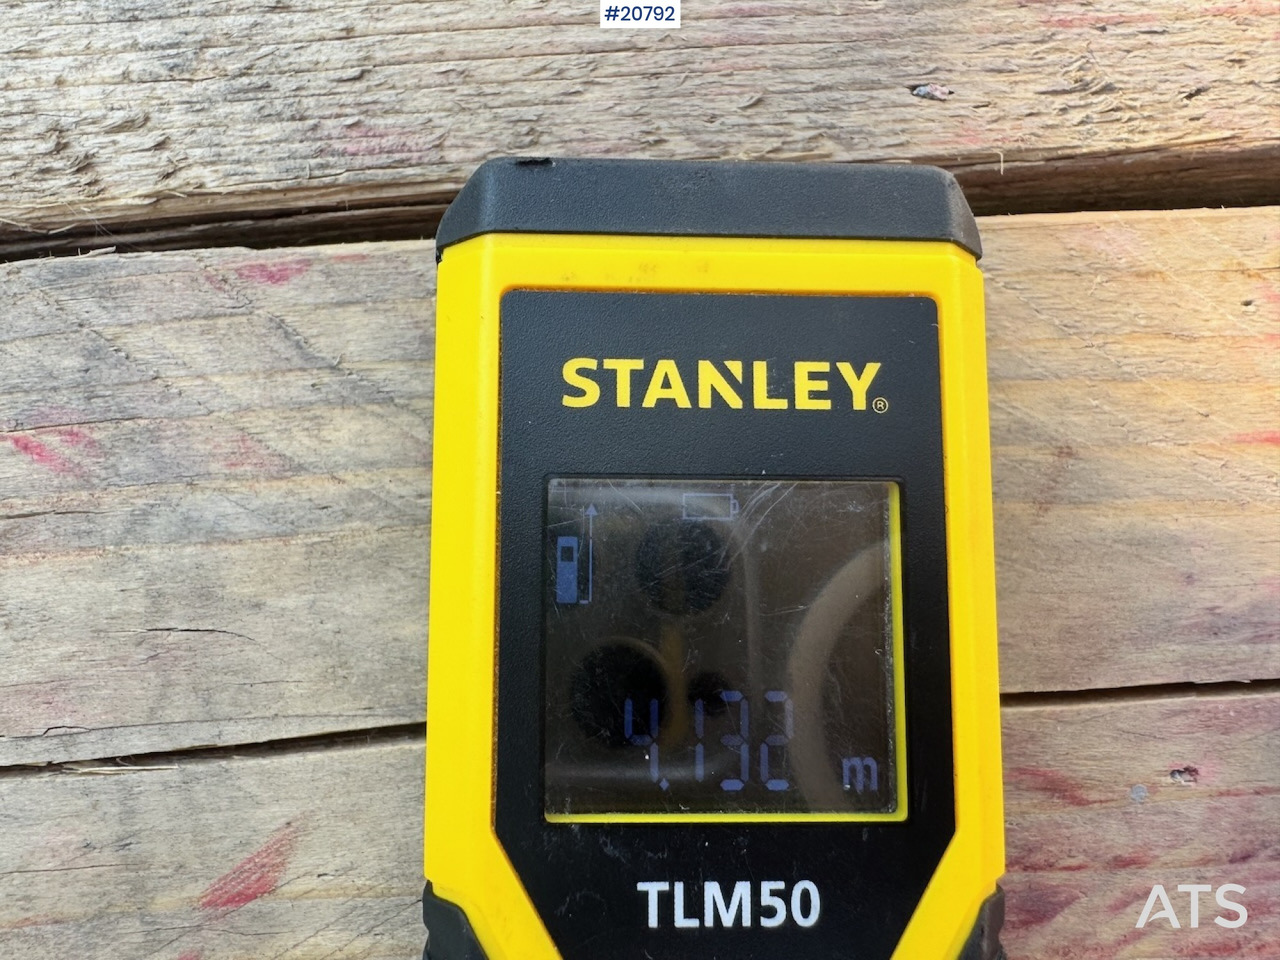 #20792
STANLEY®
4.132 m
TLM50
ATS